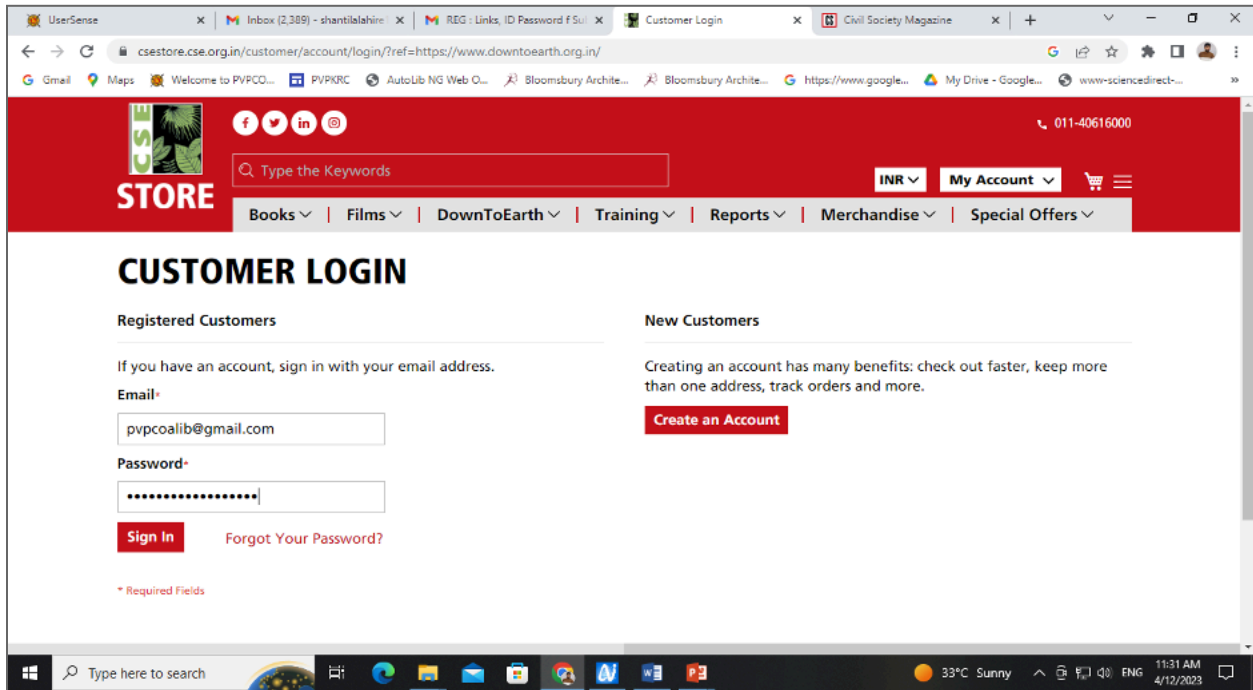 UserSense
Inbox (2,389) - shantilalahire
REG : Links, ID Password f Sul
Customer Login
Civil Society Magazine
csestore.cse.org.in/customer/account/login/?ref=https://www.downtoearth.org.in/
Gmail Maps Welcome to PVPCO... PVPKRC AutoLib NG Web O... Bloomsbury Archite... Bloomsbury Archite... https://www.google... My Drive - Google... www-sciencedirect-...
CSE
STORE
011-40616000
Type the Keywords
INR My Account
Books | Films | DownToEarth | Training | Reports | Merchandise | Special Offers
CUSTOMER LOGIN
Registered Customers
If you have an account, sign in with your email address.
Email*
pvpcoalib@gmail.com
Password*
••••••••••••••••••
Sign In Forgot Your Password?
* Required Fields
New Customers
Creating an account has many benefits: check out faster, keep more
than one address, track orders and more.
Create an Account
Type here to search
33°C Sunny
ENG
11:31 AM
4/12/2023